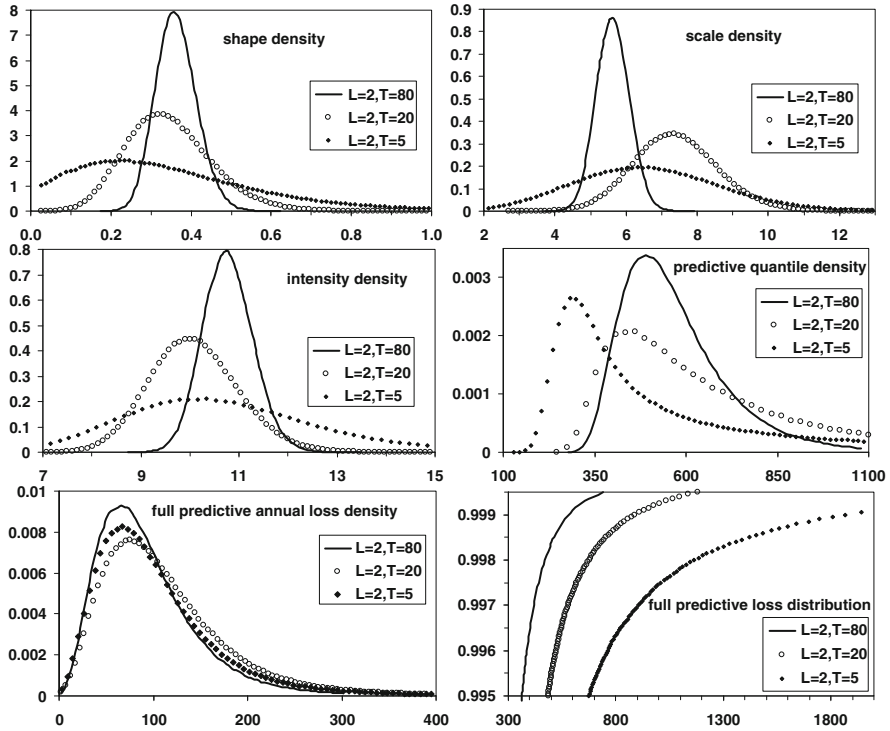 8
7
6
5
4
3
2
1
0
shape density
L=2,T=80
L=2,T=20
L=2,T=5
0.0 0.2 0.4 0.6 0.8 1.0
0.9
0.8
0.7
0.6
0.5
0.4
0.3
0.2
0.1
0
scale density
L=2,T=80
L=2,T=20
L=2,T=5
2 4 6 8 10 12
0.8
0.7
0.6
0.5
0.4
0.3
0.2
0.1
0
intensity density
L=2,T=80
L=2,T=20
L=2,T=5
7 9 11 13 15
0.003
0.002
0.001
0.000
predictive quantile density
L=2,T=80
L=2,T=20
L=2,T=5
100 350 600 850 1100
0.01
0.008
0.006
0.004
0.002
0
full predictive annual loss density
L=2,T=80
L=2,T=20
L=2,T=5
0 100 200 300 400
0.999
0.998
0.997
0.996
0.995
full predictive loss distribution
L=2,T=80
L=2,T=20
L=2,T=5
300 800 1300 1800